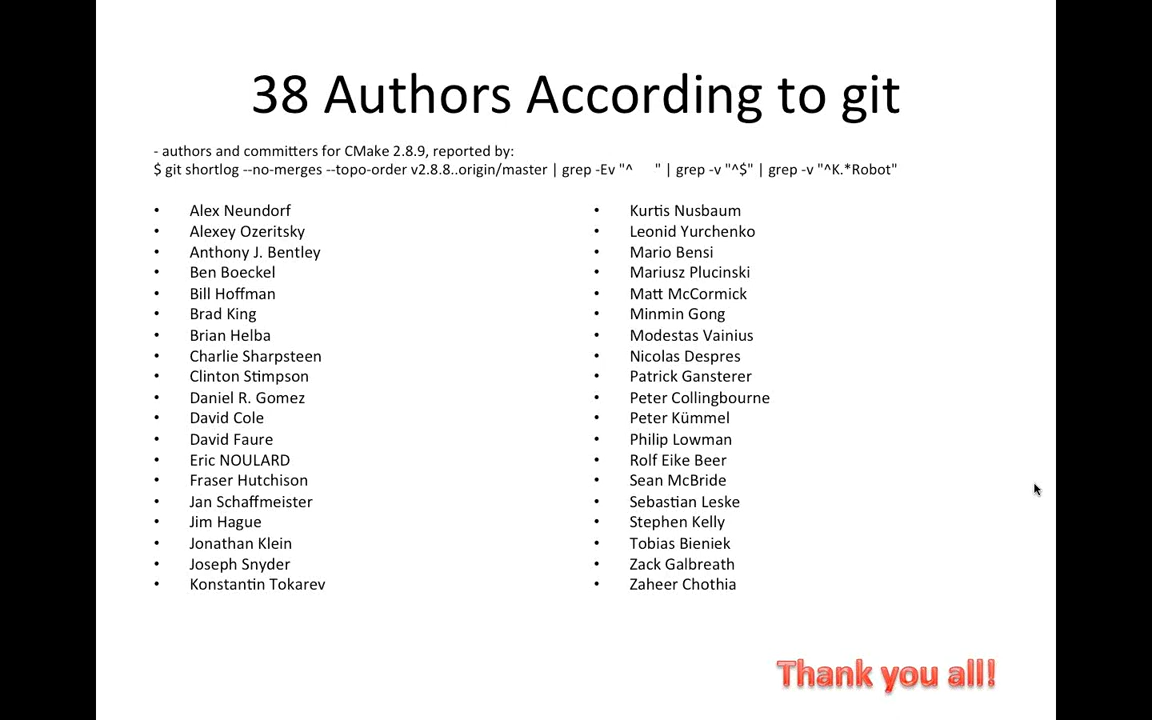 38 Authors According to git
- authors and committers for CMake 2.8.9, reported by:
$ git shortlog --no-merges --topo-order v2.8.8..origin/master | grep -Ev "^     " | grep -v "^$" | grep -v "^K.*Robot"
• Alex Neundorf
• Alexey Ozeritsky
• Anthony J. Bentley
• Ben Boeckel
• Bill Hoffman
• Brad King
• Brian Helba
• Charlie Sharpsteen
• Clinton Stimpson
• Daniel R. Gomez
• David Cole
• David Faure
• Eric NOULARD
• Fraser Hutchison
• Jan Schaffmeister
• Jim Hague
• Jonathan Klein
• Joseph Snyder
• Konstantin Tokarev
• Kurtis Nusbaum
• Leonid Yurchenko
• Mario Bensi
• Mariusz Plucinski
• Matt McCormick
• Minmin Gong
• Modestas Vainius
• Nicolas Despres
• Patrick Gansterer
• Peter Collingbourne
• Peter Kümmel
• Philip Lowman
• Rolf Eike Beer
• Sean McBride
• Sebastian Leske
• Stephen Kelly
• Tobias Bieniek
• Zack Galbreath
• Zaheer Chothia
Thank you all!